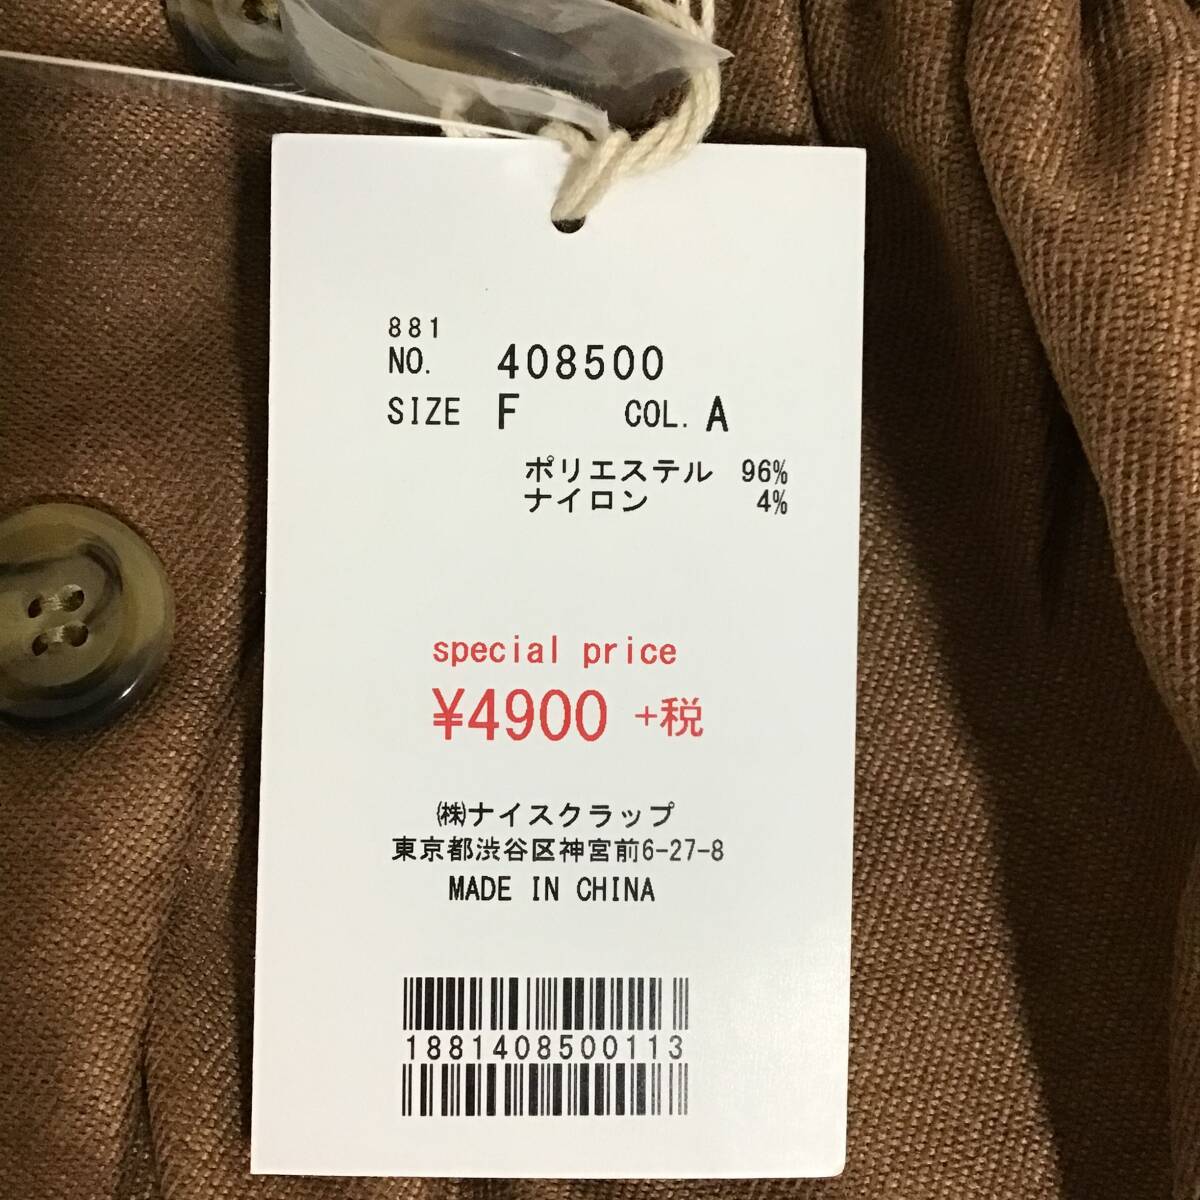 881
NO. 408500
SIZE F COL. A
ポリエステル 96%
ナイロン 4%
special price
¥4900 +税
㈱ナイスクラップ
東京都渋谷区神宮前6-27-8
MADE IN CHINA
1881408500113